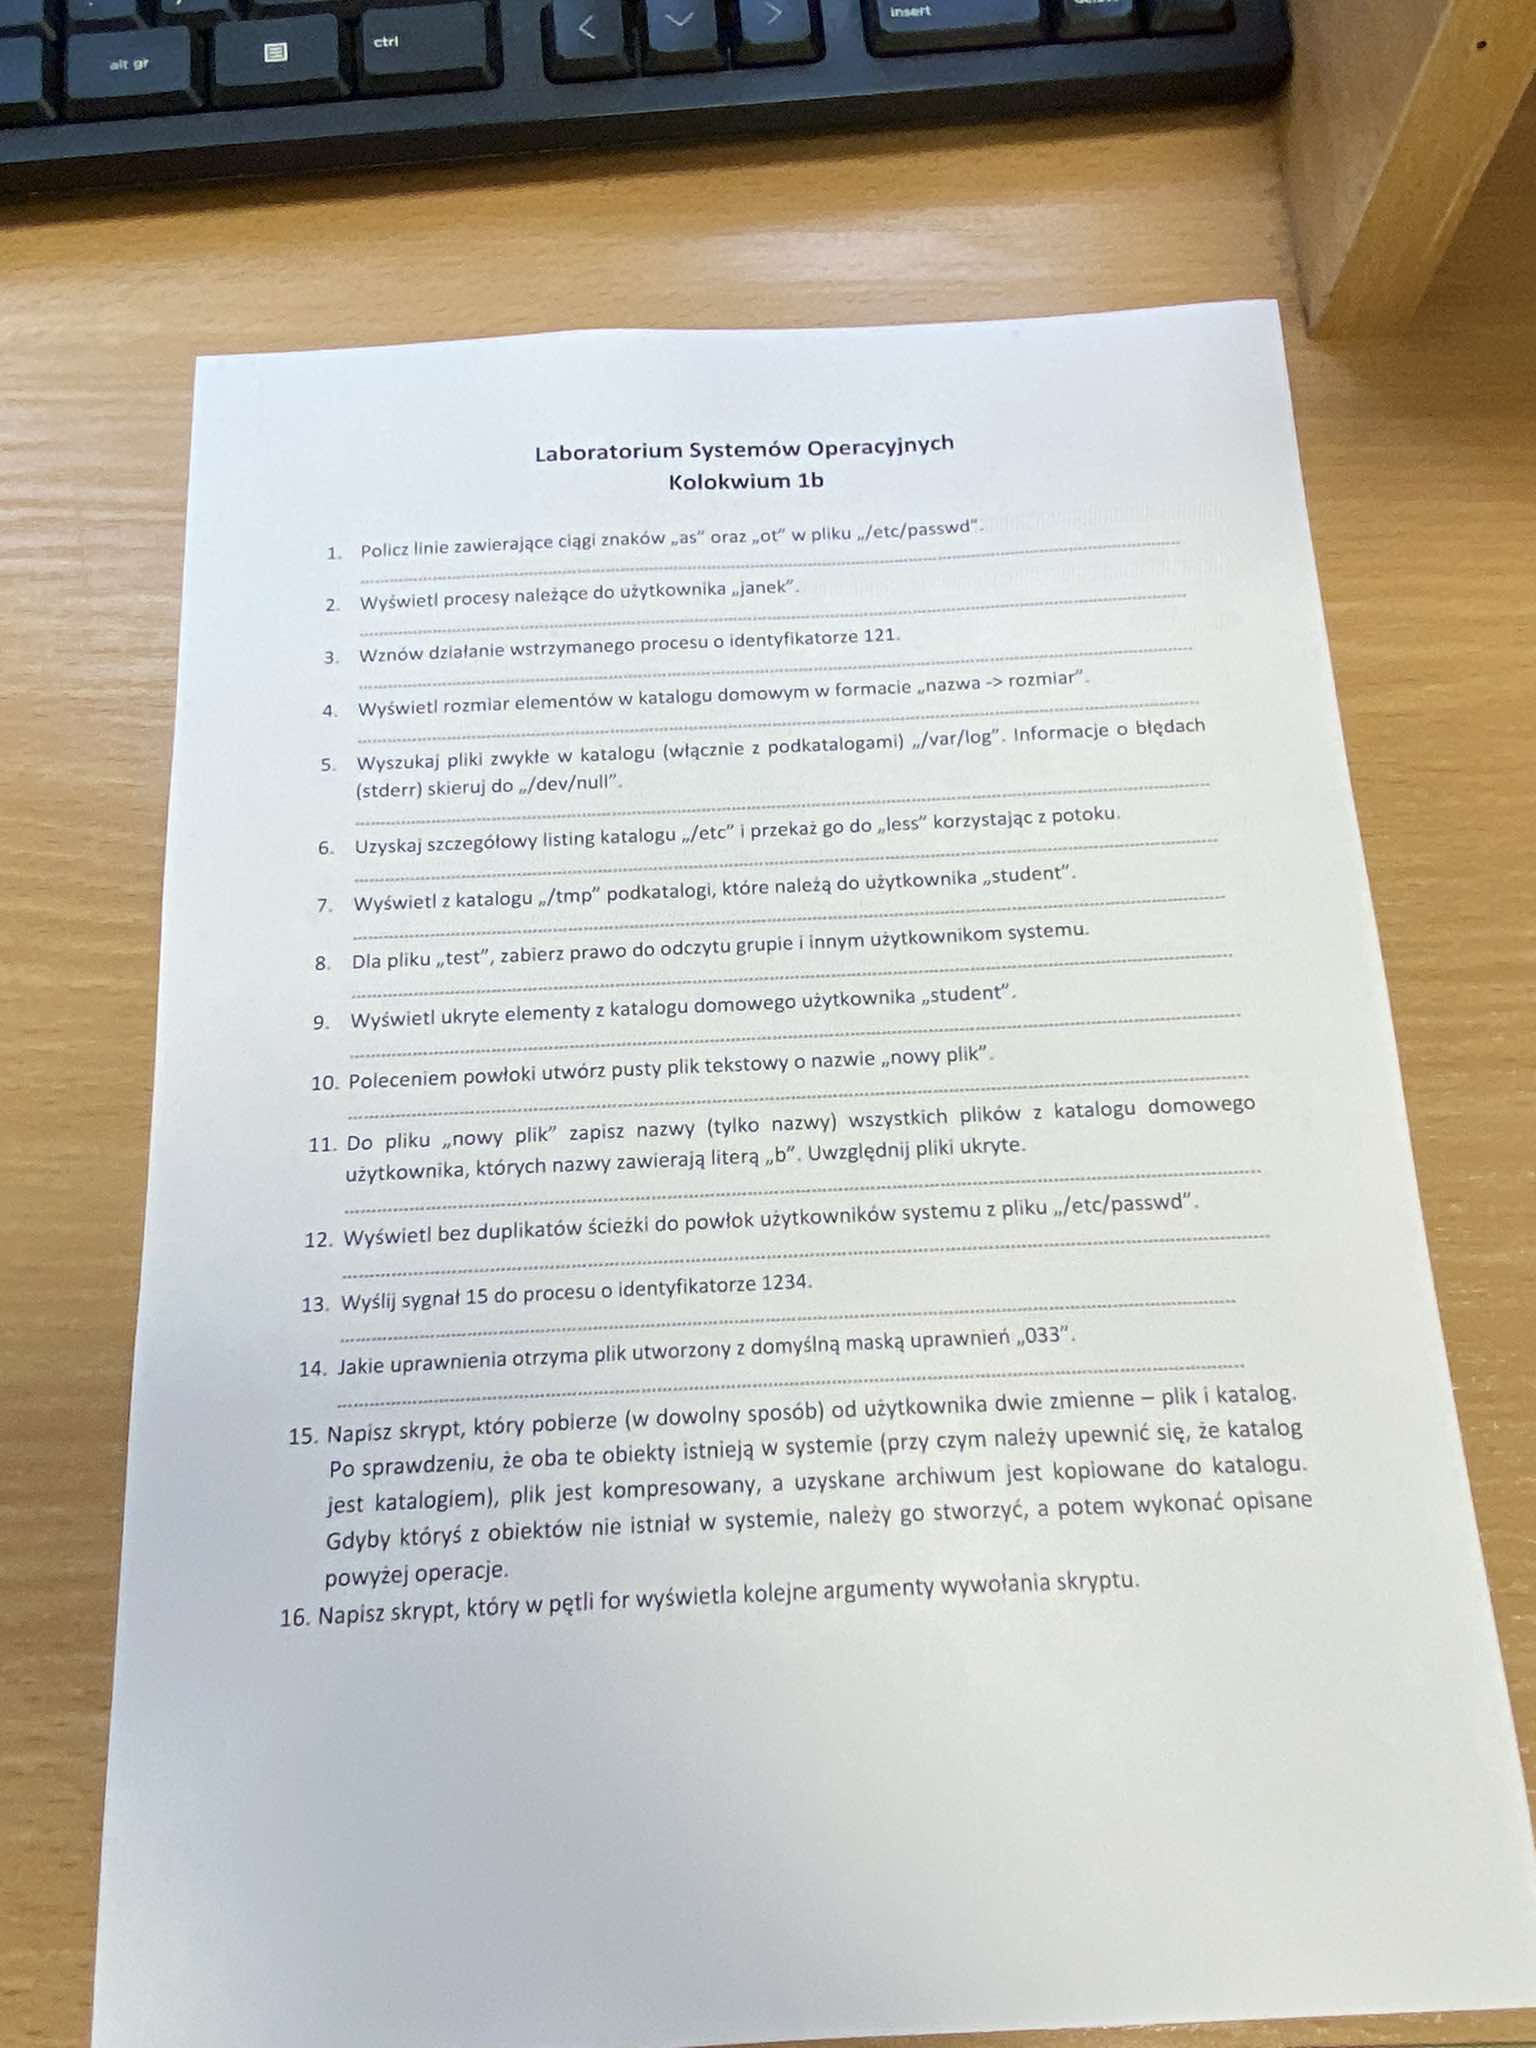 alt gr
ctrl
insert
Laboratorium Systemów Operacyjnych
Kolokwium 1b
1. Policz linie zawierające ciągi znaków „as” oraz „ot” w pliku „/etc/passwd”.
2. Wyświetl procesy należące do użytkownika „janek”.
3. Wznów działanie wstrzymanego procesu o identyfikatorze 121.
4. Wyświetl rozmiar elementów w katalogu domowym w formacie „nazwa -> rozmiar”.
5. Wyszukaj pliki zwykłe w katalogu (włącznie z podkatalogami) „/var/log”. Informacje o błędach
(stderr) skieruj do „/dev/null”.
6. Uzyskaj szczegółowy listing katalogu „/etc” i przekaż go do „less” korzystając z potoku.
7. Wyświetl z katalogu „/tmp” podkatalogi, które należą do użytkownika „student”.
8. Dla pliku „test”, zabierz prawo do odczytu grupie i innym użytkownikom systemu.
9. Wyświetl ukryte elementy z katalogu domowego użytkownika „student”.
10. Poleceniem powłoki utwórz pusty plik tekstowy o nazwie „nowy plik”.
11. Do pliku „nowy plik” zapisz nazwy (tylko nazwy) wszystkich plików z katalogu domowego
użytkownika, których nazwy zawierają literą „b”. Uwzględnij pliki ukryte.
12. Wyświetl bez duplikatów ścieżki do powłok użytkowników systemu z pliku „/etc/passwd”.
13. Wyślij sygnał 15 do procesu o identyfikatorze 1234.
14. Jakie uprawnienia otrzyma plik utworzony z domyślną maską uprawnień „033”.
15. Napisz skrypt, który pobierze (w dowolny sposób) od użytkownika dwie zmienne – plik i katalog.
Po sprawdzeniu, że oba te obiekty istnieją w systemie (przy czym należy upewnić się, że katalog
jest katalogiem), plik jest kompresowany, a uzyskane archiwum jest kopiowane do katalogu.
Gdyby któryś z obiektów nie istniał w systemie, należy go stworzyć, a potem wykonać opisane
powyżej operacje.
16. Napisz skrypt, który w pętli for wyświetla kolejne argumenty wywołania skryptu.